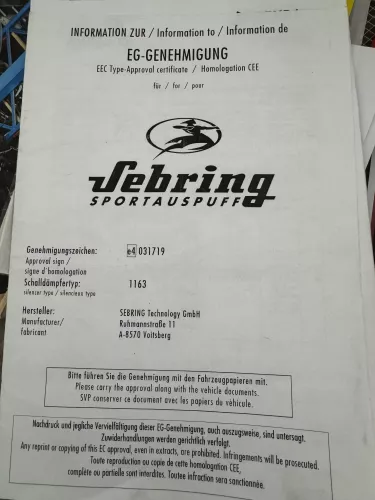 INFORMATION ZUR / Information to / Information de
EG-GENEHMIGUNG
EEC Type-Approval certificate / Homologation CEE
für / for / pour
Sebring
SPORTAUSPUFF
Genehmigungszeichen: e4 031719
Approval sign /
signe d'homologation
Schalldämpfertyp: 1163
silencer type / silencieux type
Hersteller: SEBRING Technology GmbH
Manufacturer/ Ruhmannstraße 11
fabricant A-8570 Voitsberg
Bitte führen Sie die Genehmigung mit den Fahrzeugpapieren mit.
Please carry the approval along with the vehicle documents.
SVP conserver ce document avec les papiers du véhicule.
Nachdruck und jegliche Vervielfältigung dieser EG-Genehmigung, auch auszugsweise, sind untersagt.
Zuwiderhandlungen werden gerichtlich verfolgt.
Any reprint or copying of this EC approval, even in extracts, are prohibited. Infringements will be prosecuted.
Toute reproduction ou copie de cette homologation CEE,
complète ou partielle sont interdites. Toutee infraction sera sanctionnée.